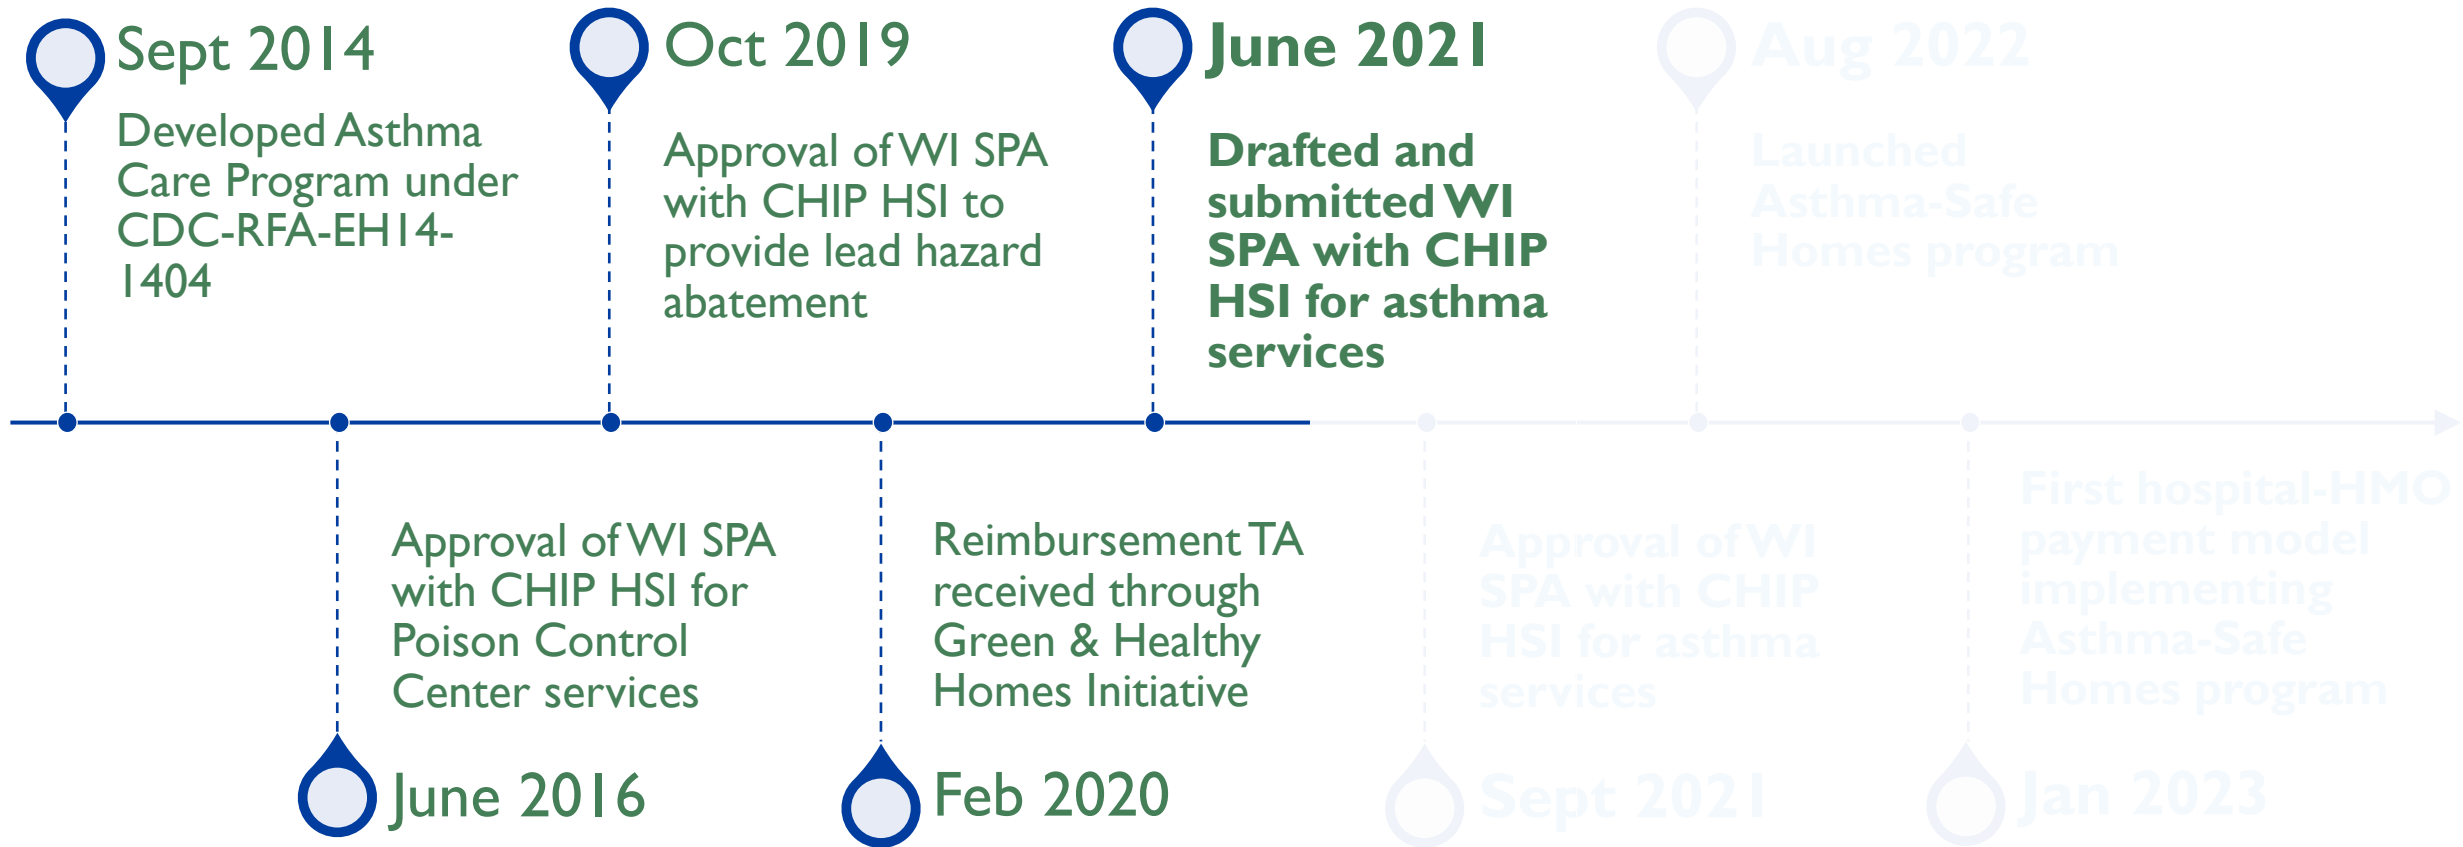 Sept 2014
Developed Asthma
Care Program under
CDC-RFA-EH14-
1404
June 2016
Approval of WI SPA
with CHIP HSI for
Poison Control
Center services
Oct 2019
Approval of WI SPA
with CHIP HSI to
provide lead hazard
abatement
Feb 2020
Reimbursement TA
received through
Green & Healthy
Homes Initiative
June 2021
Drafted and
submitted WI
SPA with CHIP
HSI for asthma
services
Sept 2021
Approval of WI
SPA with CHIP
HSI for asthma
services
Aug 2022
Launched
Asthma-Safe
Homes program
Jan 2023
First hospital-HMO
payment model
implementing
Asthma-Safe
Homes program